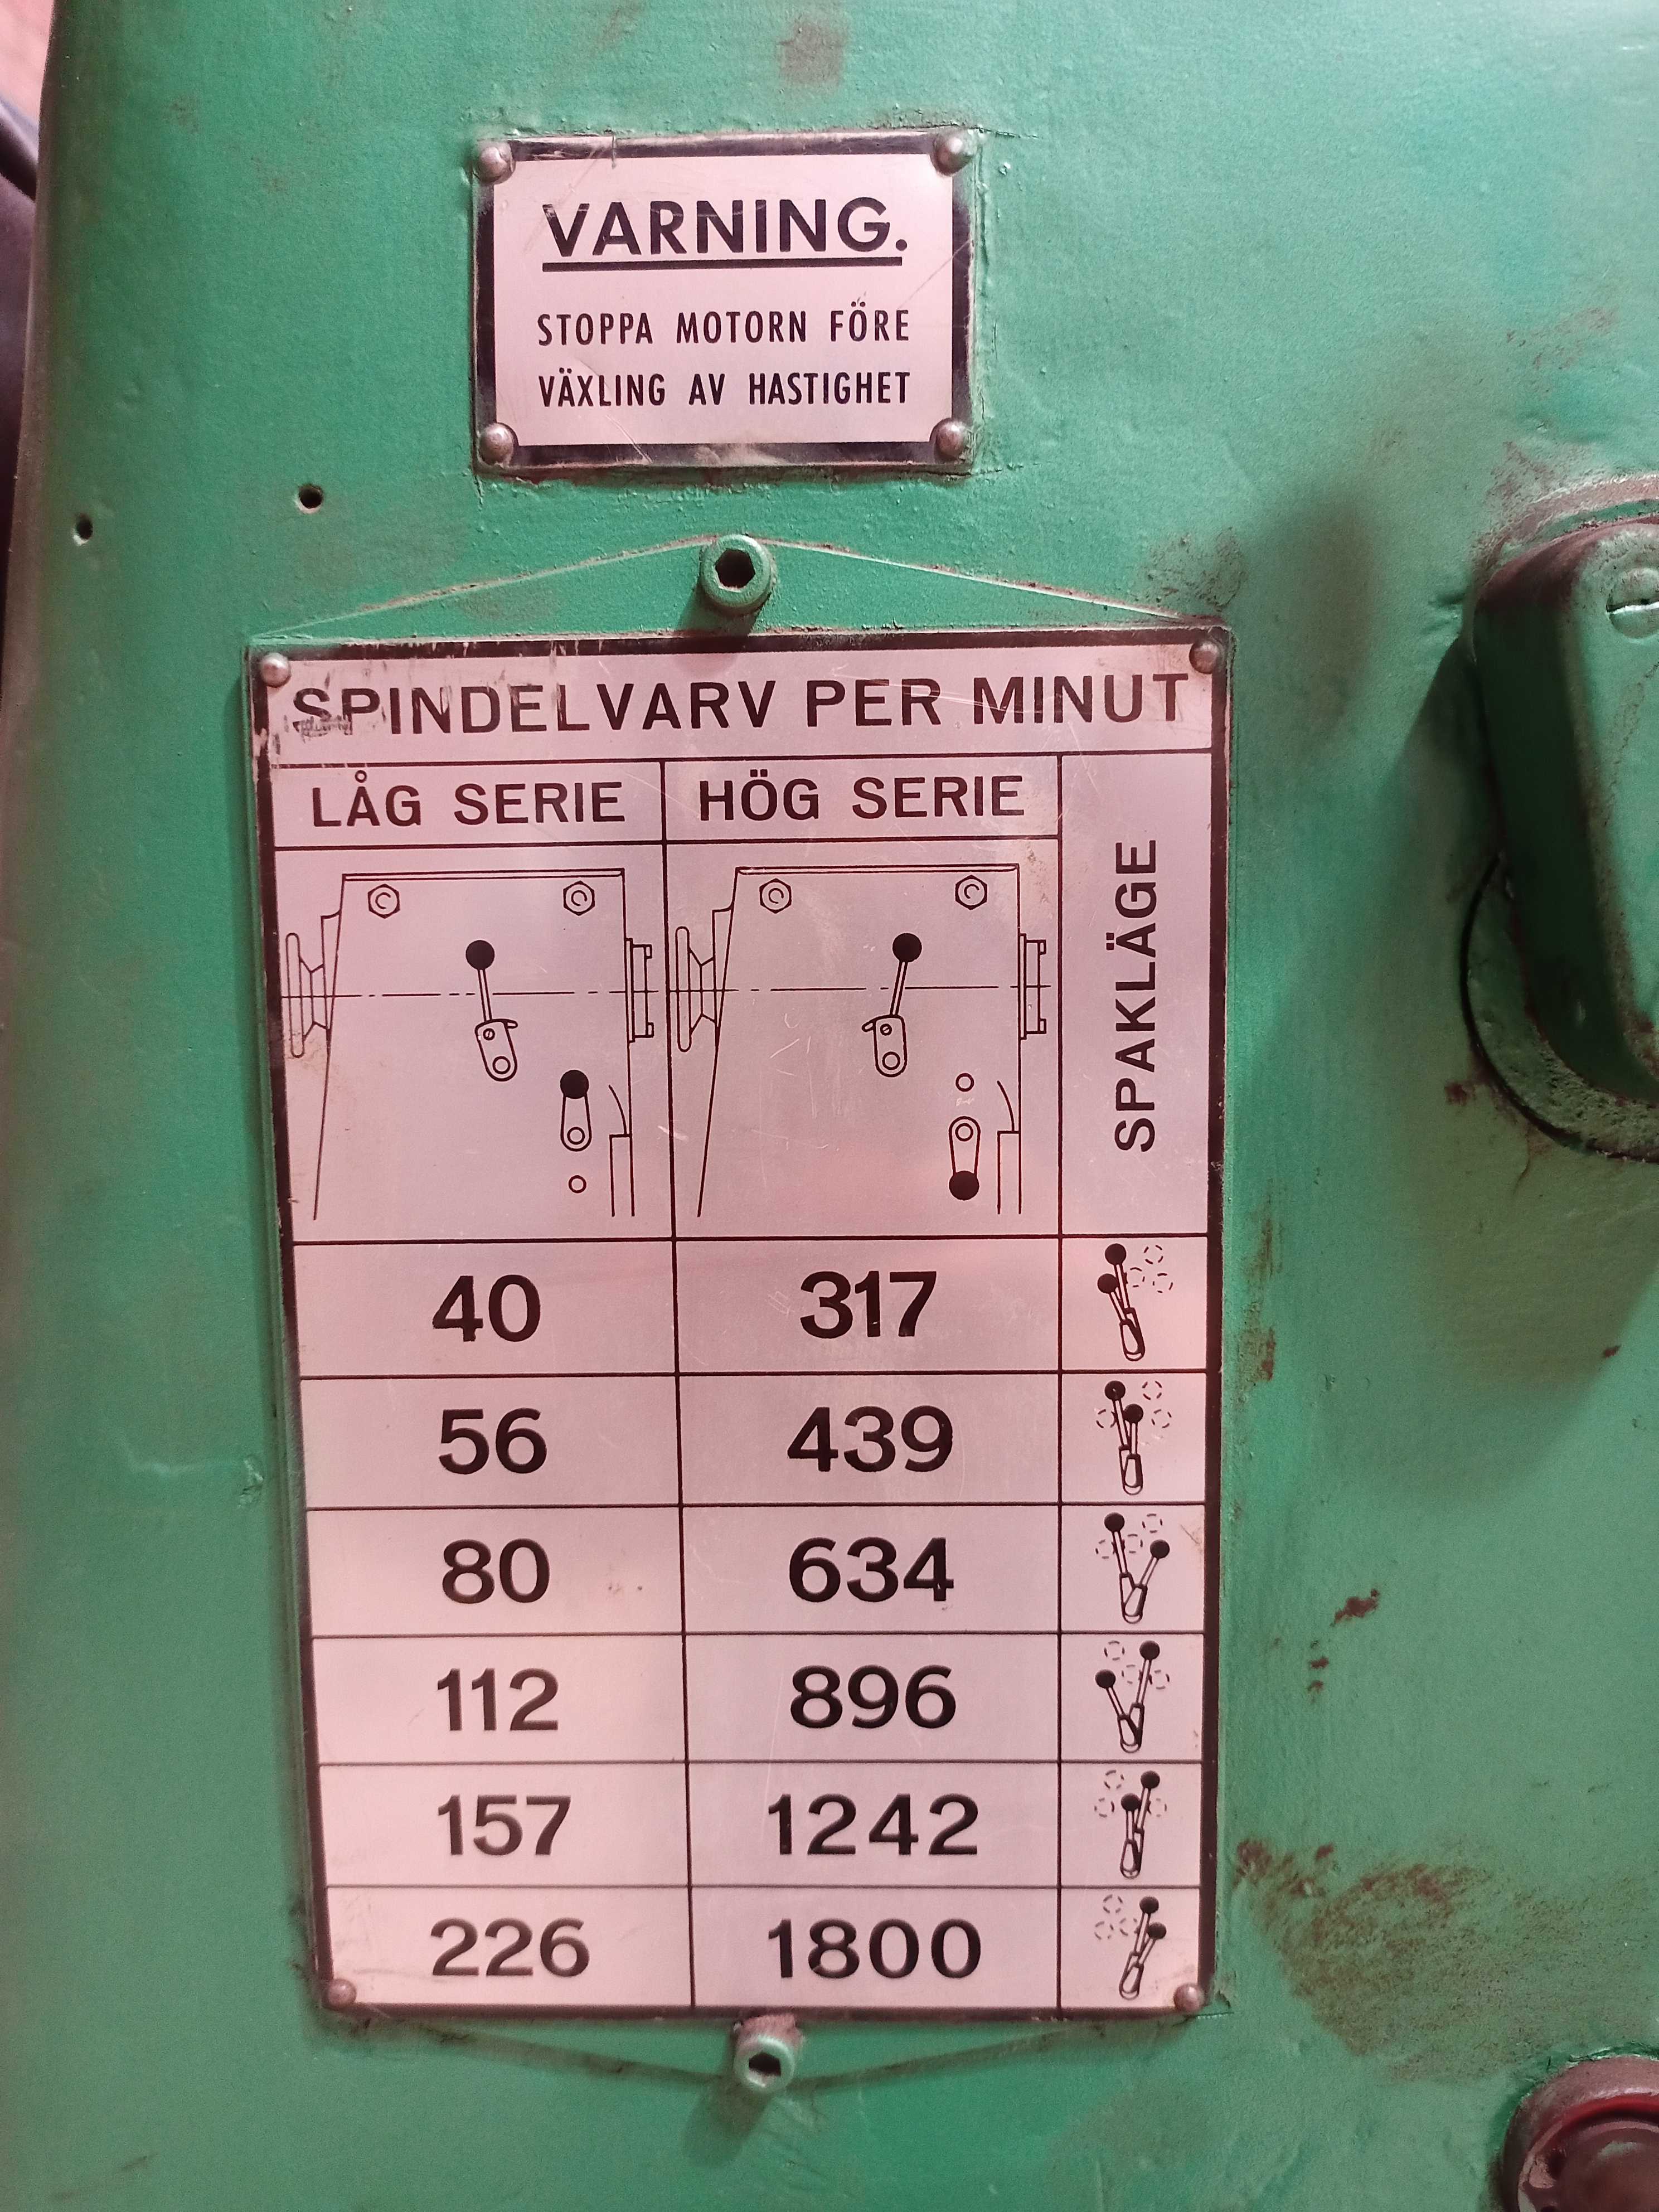 VARNING.
STOPPA MOTORN FÖRE
VÄXLING AV HASTIGHET
SPINDELVARV PER MINUT
LÅG SERIE HÖG SERIE SPAKLÄGE
40 317
56 439
80 634
112 896
157 1242
226 1800